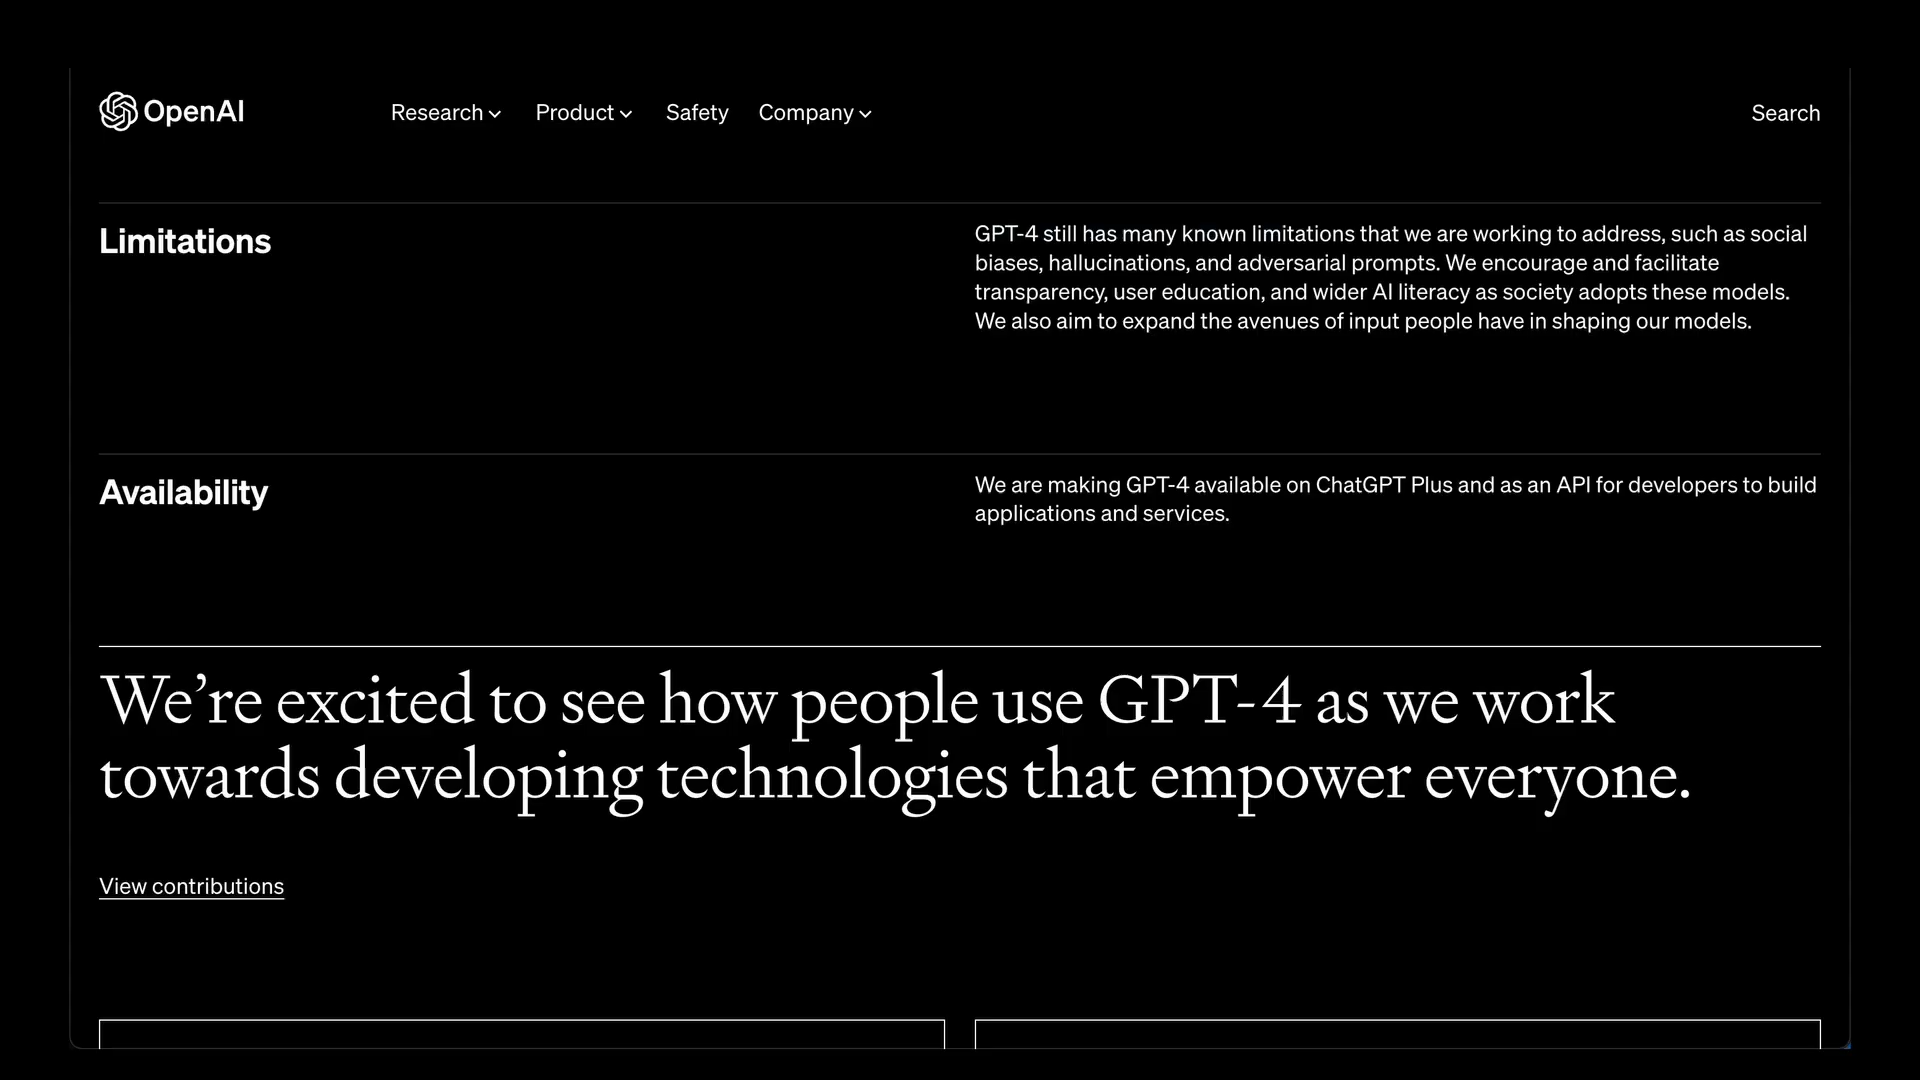 OpenAI
Research
Product
Safety
Company
Search
Limitations
GPT-4 still has many known limitations that we are working to address, such as social
biases, hallucinations, and adversarial prompts. We encourage and facilitate
transparency, user education, and wider AI literacy as society adopts these models.
We also aim to expand the avenues of input people have in shaping our models.
Availability
We are making GPT-4 available on ChatGPT Plus and as an API for developers to build
applications and services.
We’re excited to see how people use GPT-4 as we work
towards developing technologies that empower everyone.
View contributions